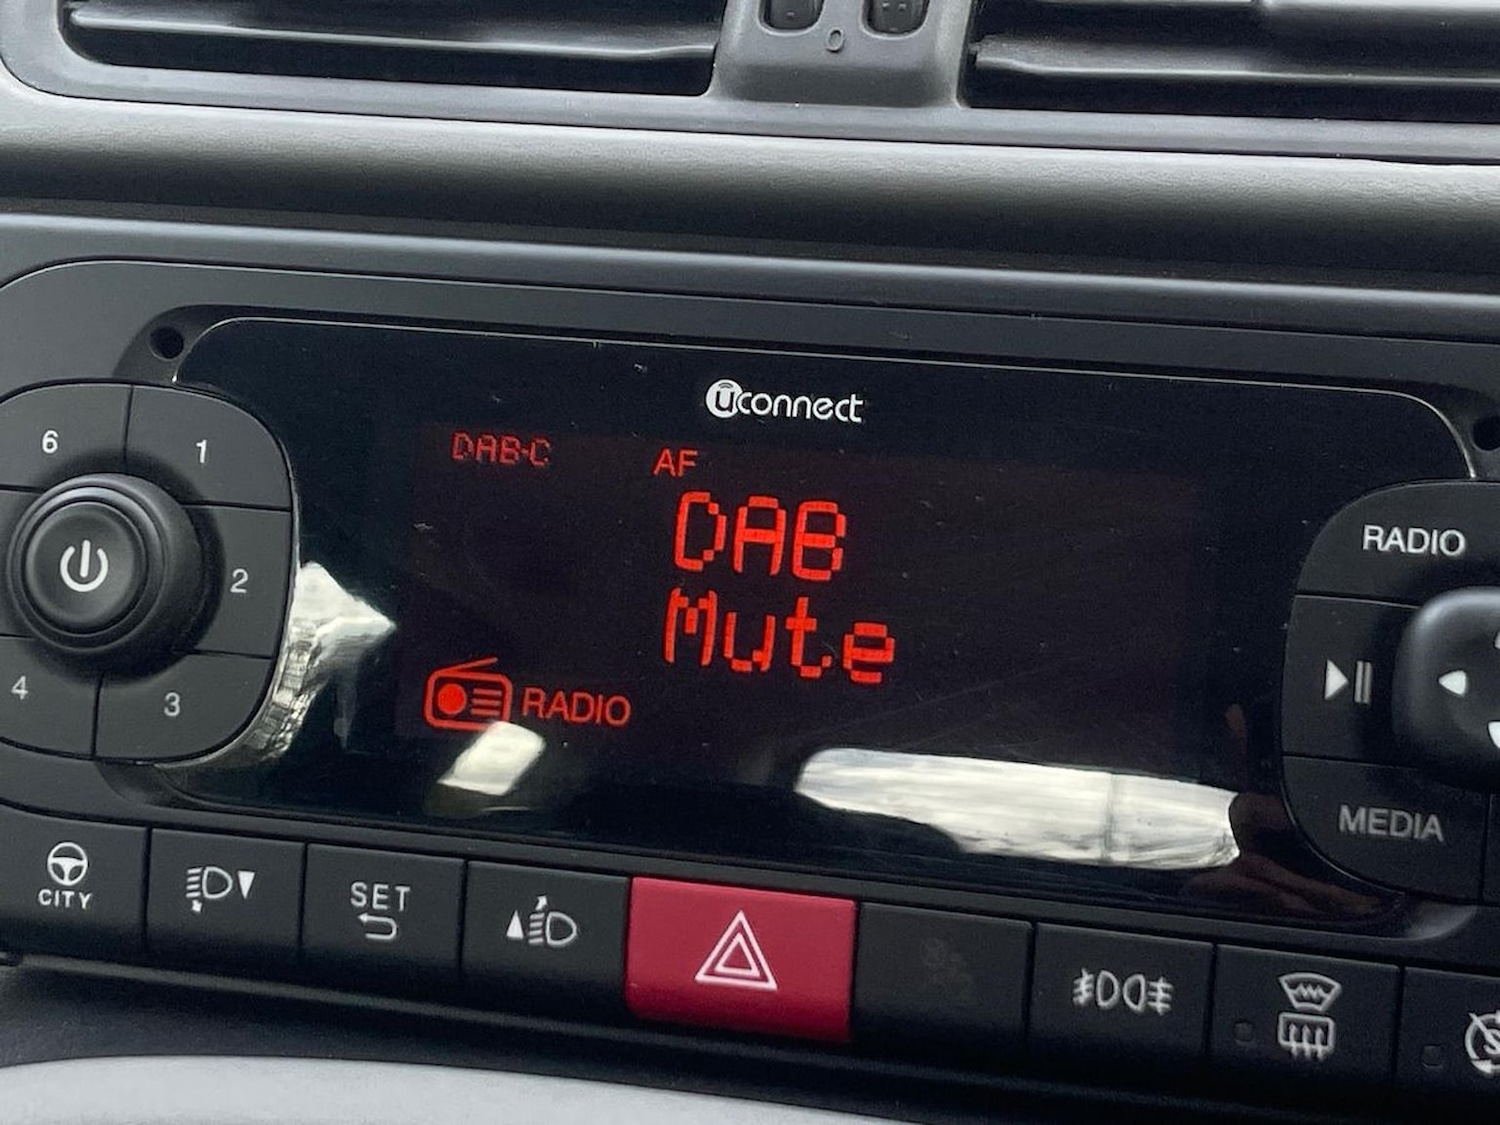 uconnect
DAB-C AF
DAB
Mute
RADIO
6 1
2
4 3
RADIO
MEDIA
CITY
SET